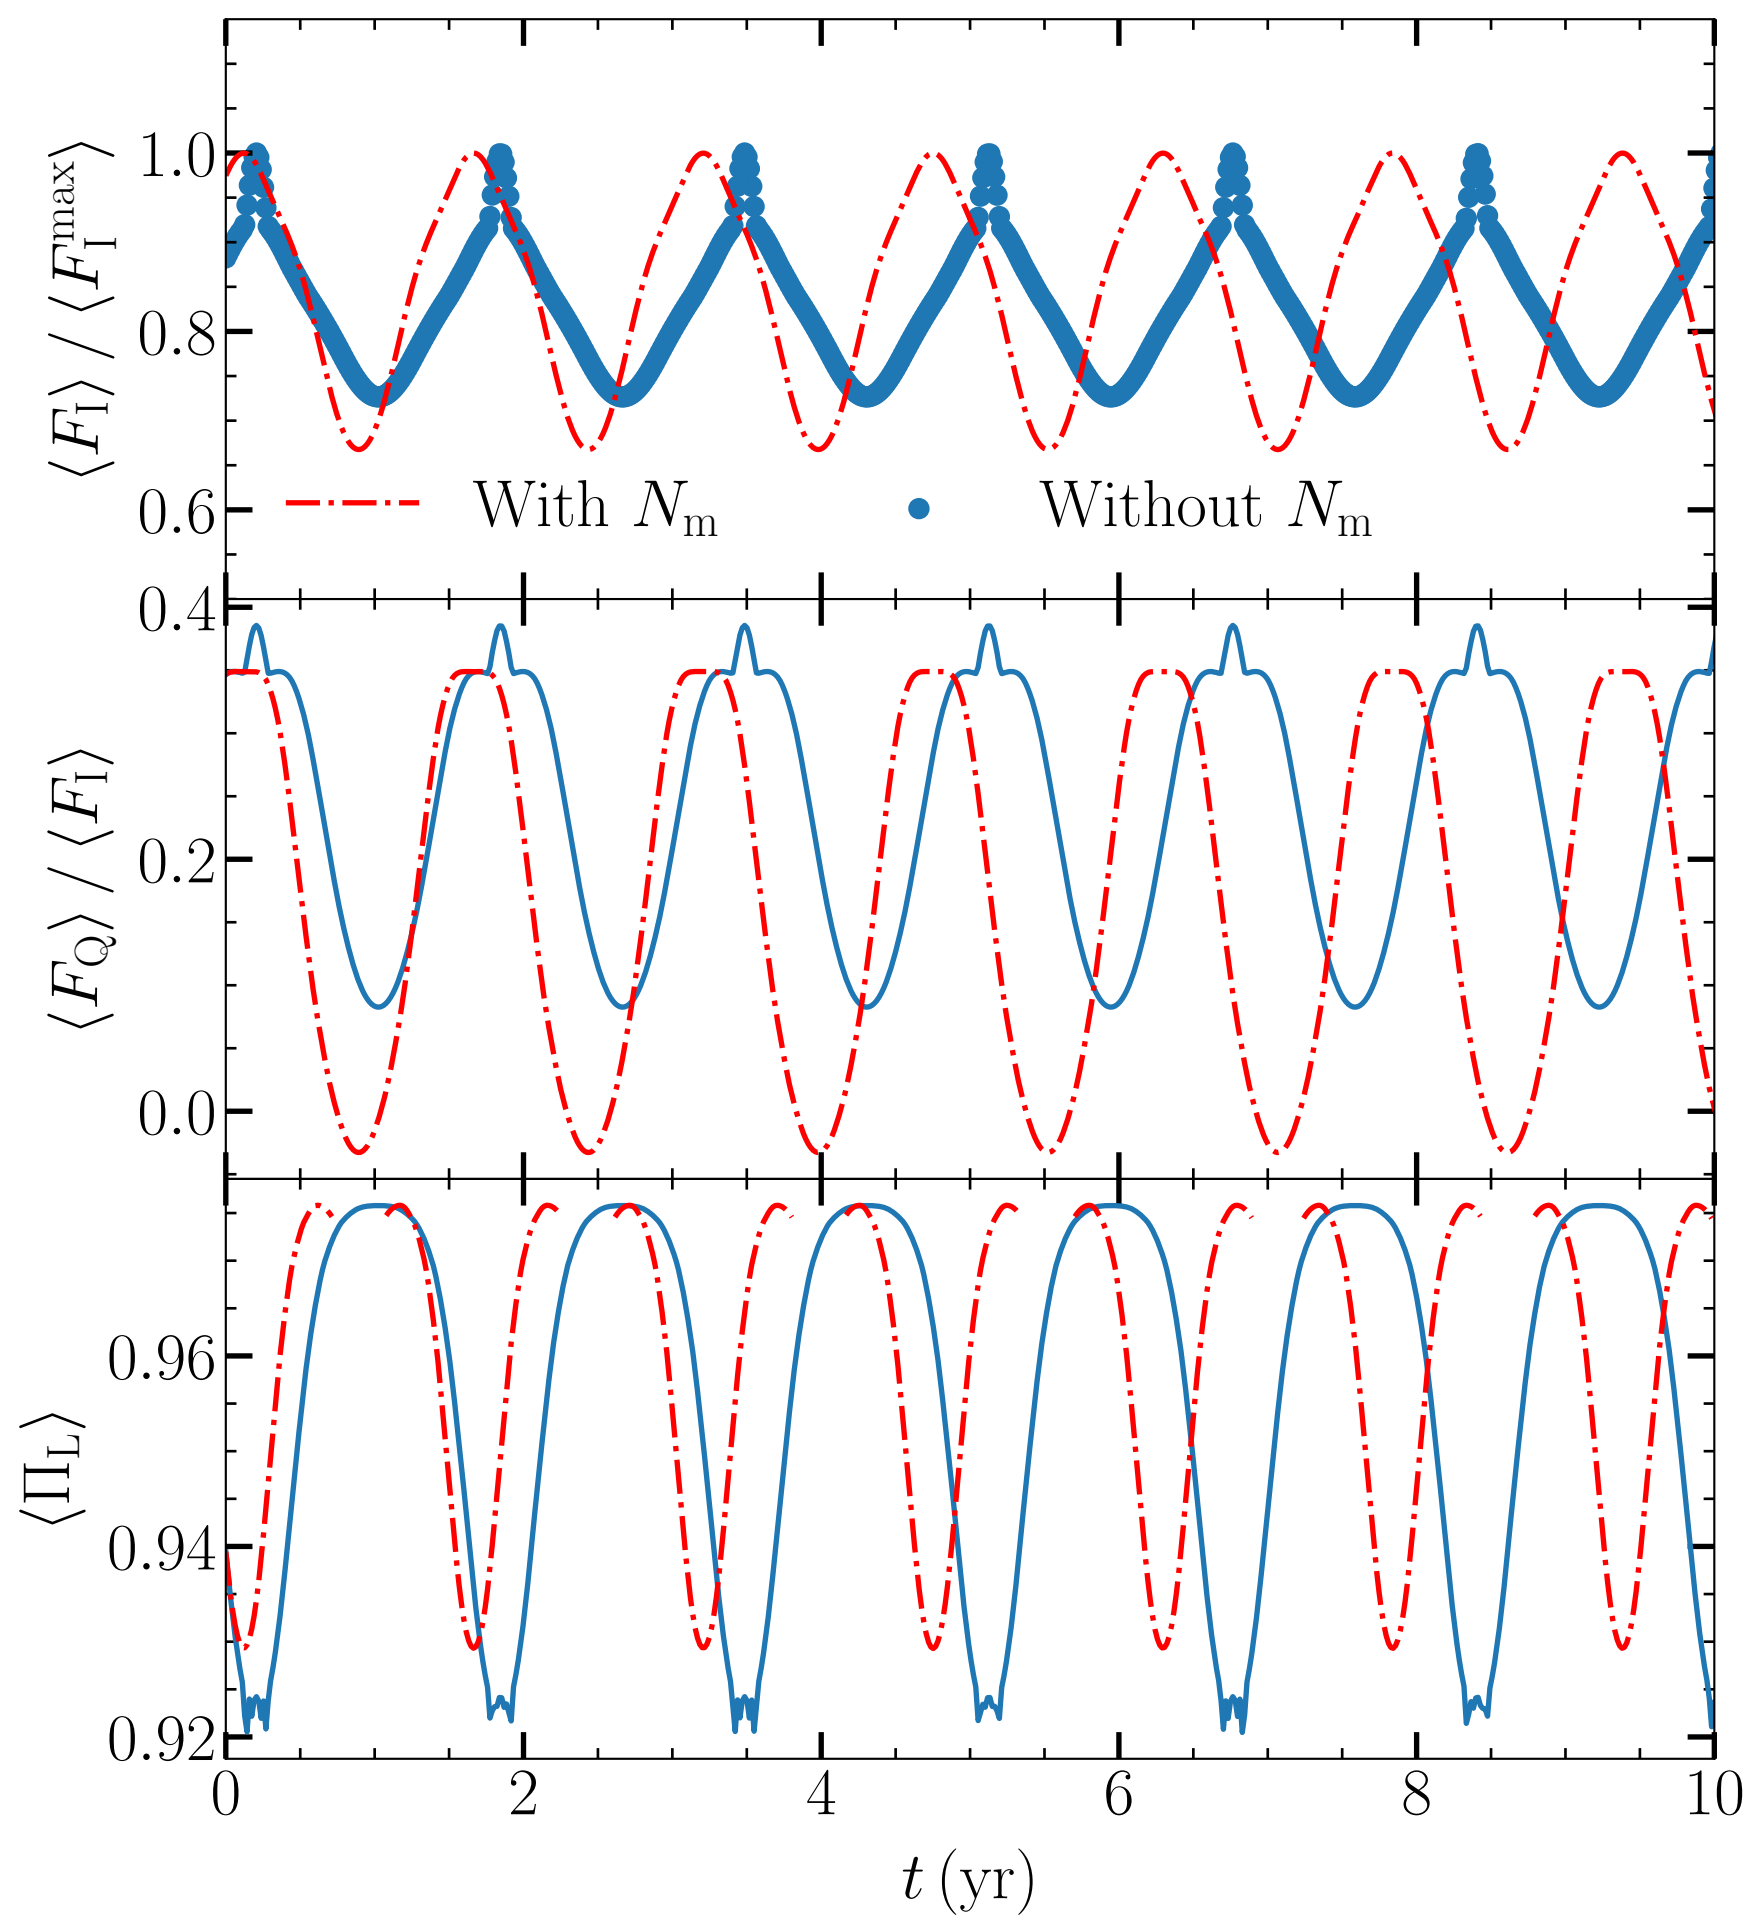 ⟨F_I⟩ / ⟨F_I^max⟩
1.0
0.8
0.6
With N_m
Without N_m
⟨F_Q⟩ / ⟨F_I⟩
0.4
0.2
0.0
⟨Π_L⟩
0.96
0.94
0.92
0 2 4 6 8 10
t (yr)